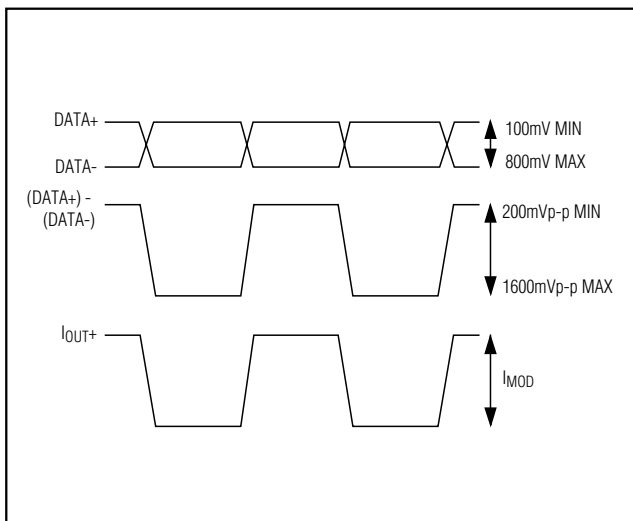 DATA+
100mV MIN
DATA-
800mV MAX
(DATA+) -
(DATA-)
200mVp-p MIN
1600mVp-p MAX
IOUT+
IMOD